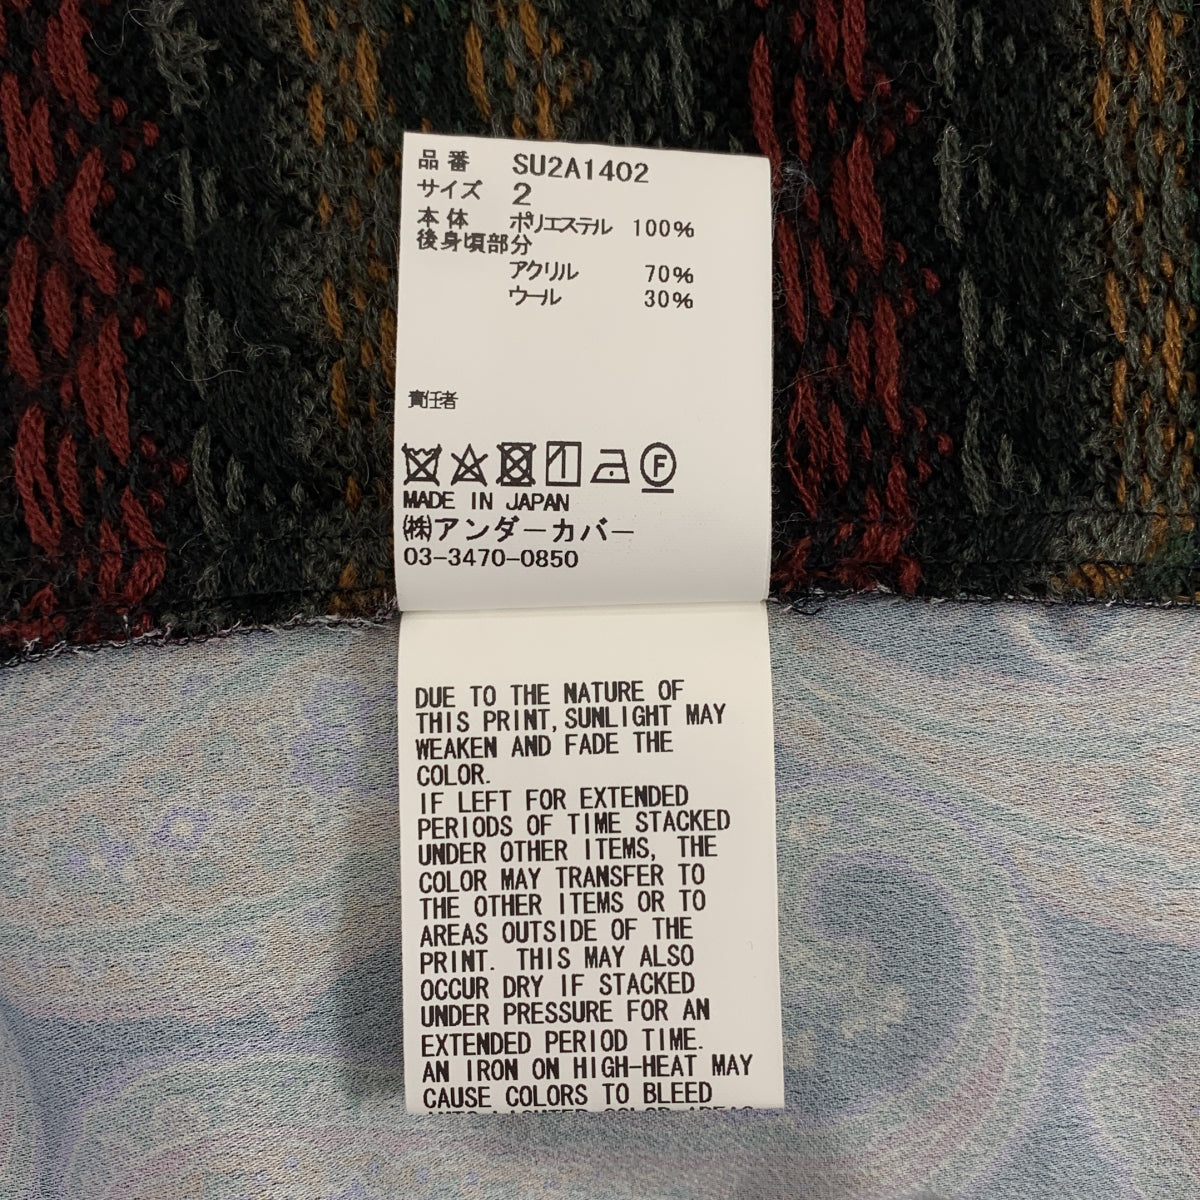 品番 SU2A1402
サイズ 2
本体 ポリエステル 100%
後身頃部分
アクリル 70%
ウール 30%
責任者
F
MADE IN JAPAN
㈱アンダーカバー
03-3470-0850
DUE TO THE NATURE OF
THIS PRINT, SUNLIGHT MAY
WEAKEN AND FADE THE
COLOR.
IF LEFT FOR EXTENDED
PERIODS OF TIME STACKED
UNDER OTHER ITEMS, THE
COLOR MAY TRANSFER TO
THE OTHER ITEMS OR TO
AREAS OUTSIDE OF THE
PRINT. THIS MAY ALSO
OCCUR DRY IF STACKED
UNDER PRESSURE FOR AN
EXTENDED PERIOD TIME.
AN IRON ON HIGH-HEAT MAY
CAUSE COLORS TO BLEED